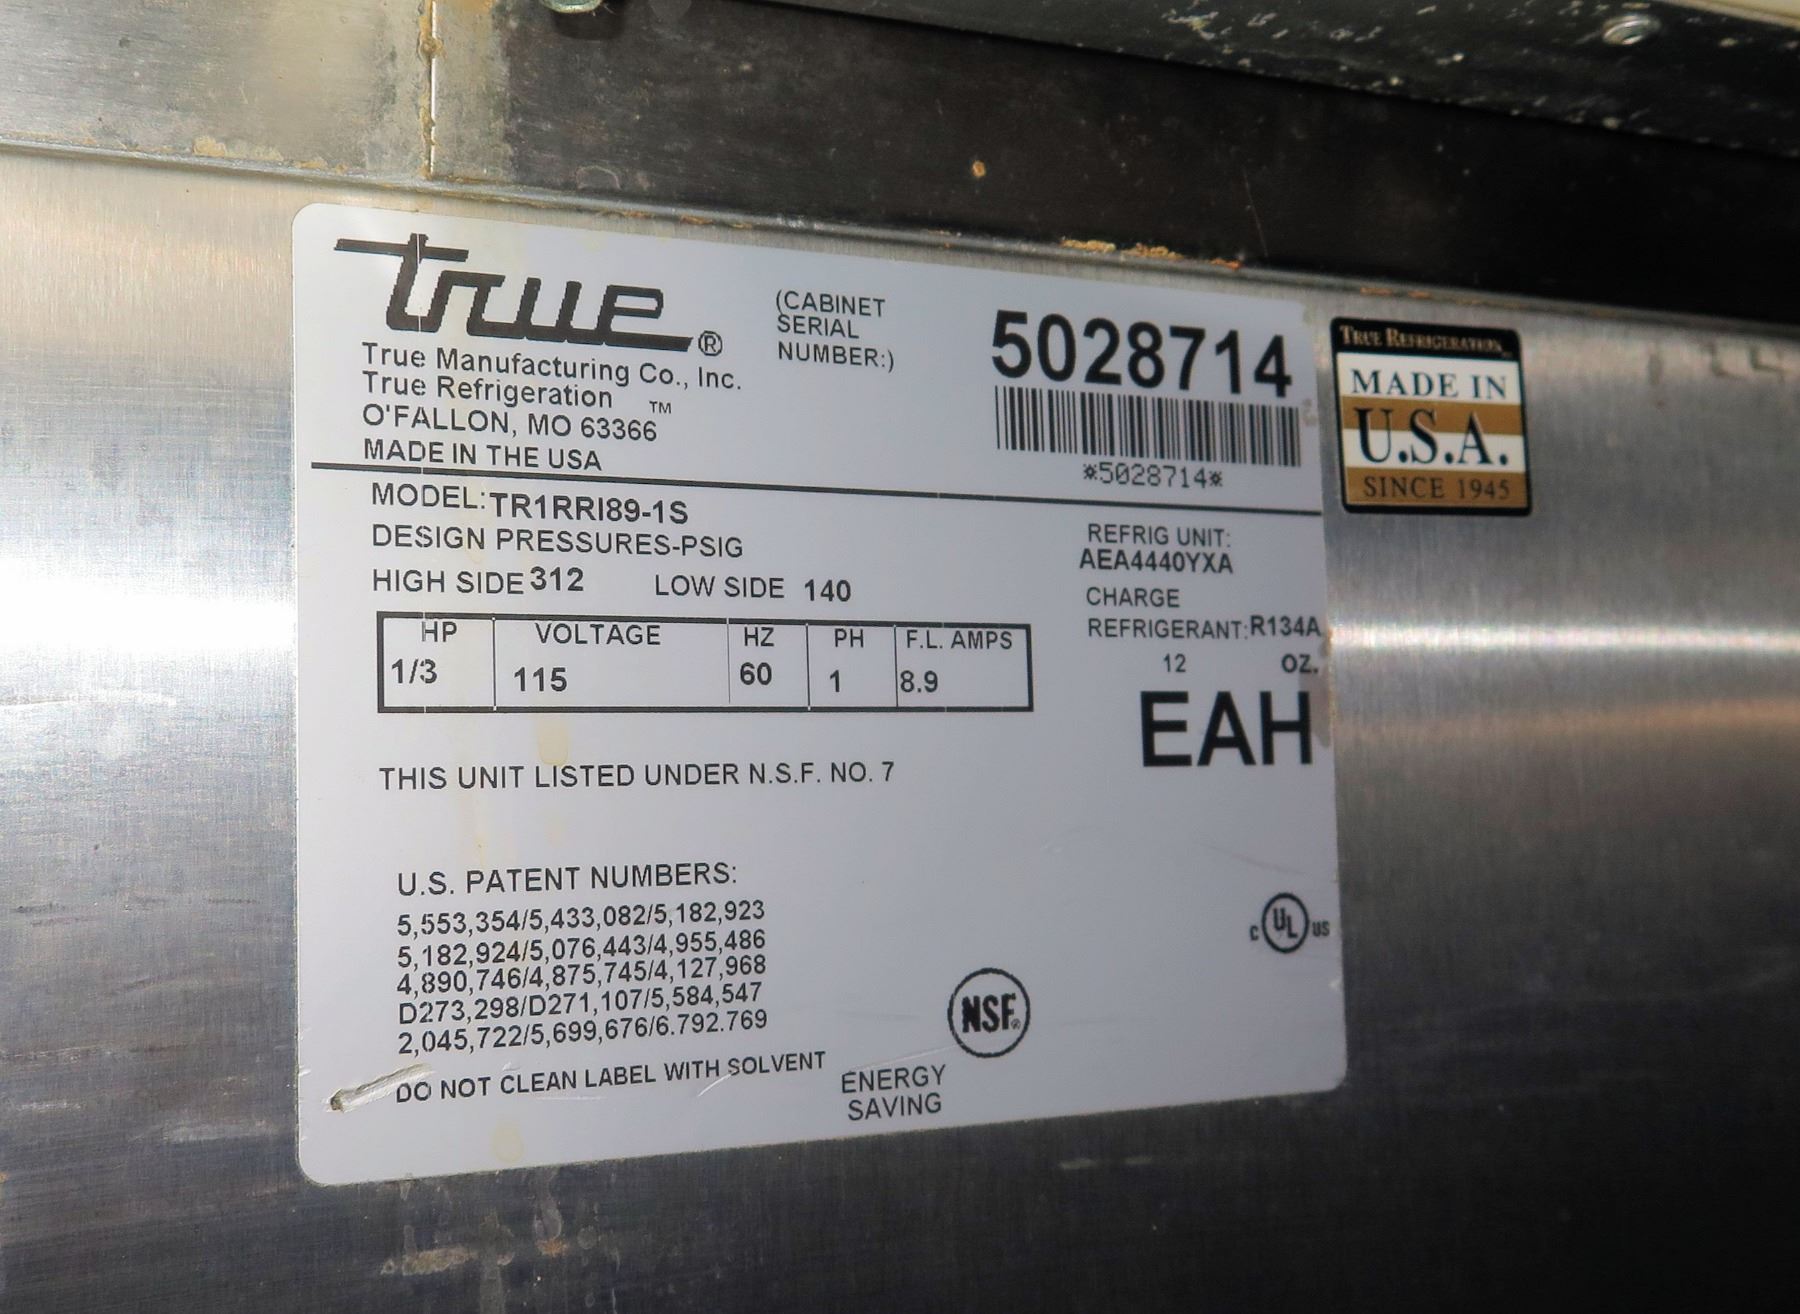 true®
True Manufacturing Co., Inc.
True Refrigeration ™
O'FALLON, MO 63366
MADE IN THE USA
(CABINET
SERIAL
NUMBER:)
5028714
*5028714*
TRUE REFRIGERATION
MADE IN
U.S.A.
SINCE 1945
MODEL: TR1RRI89-1S
DESIGN PRESSURES-PSIG
HIGH SIDE 312 LOW SIDE 140
REFRIG UNIT:
AEA4440YXA
CHARGE
REFRIGERANT: R134A
12 OZ.
EAH
HP VOLTAGE HZ PH F.L. AMPS
1/3 115 60 1 8.9
THIS UNIT LISTED UNDER N.S.F. NO. 7
U.S. PATENT NUMBERS:
5,553,354/5,433,082/5,182,923
5,182,924/5,076,443/4,955,486
4,890,746/4,875,745/4,127,968
D273,298/D271,107/5,584,547
2,045,722/5,699,676/6.792.769
DO NOT CLEAN LABEL WITH SOLVENT
ENERGY
SAVING
NSF®
C UL US